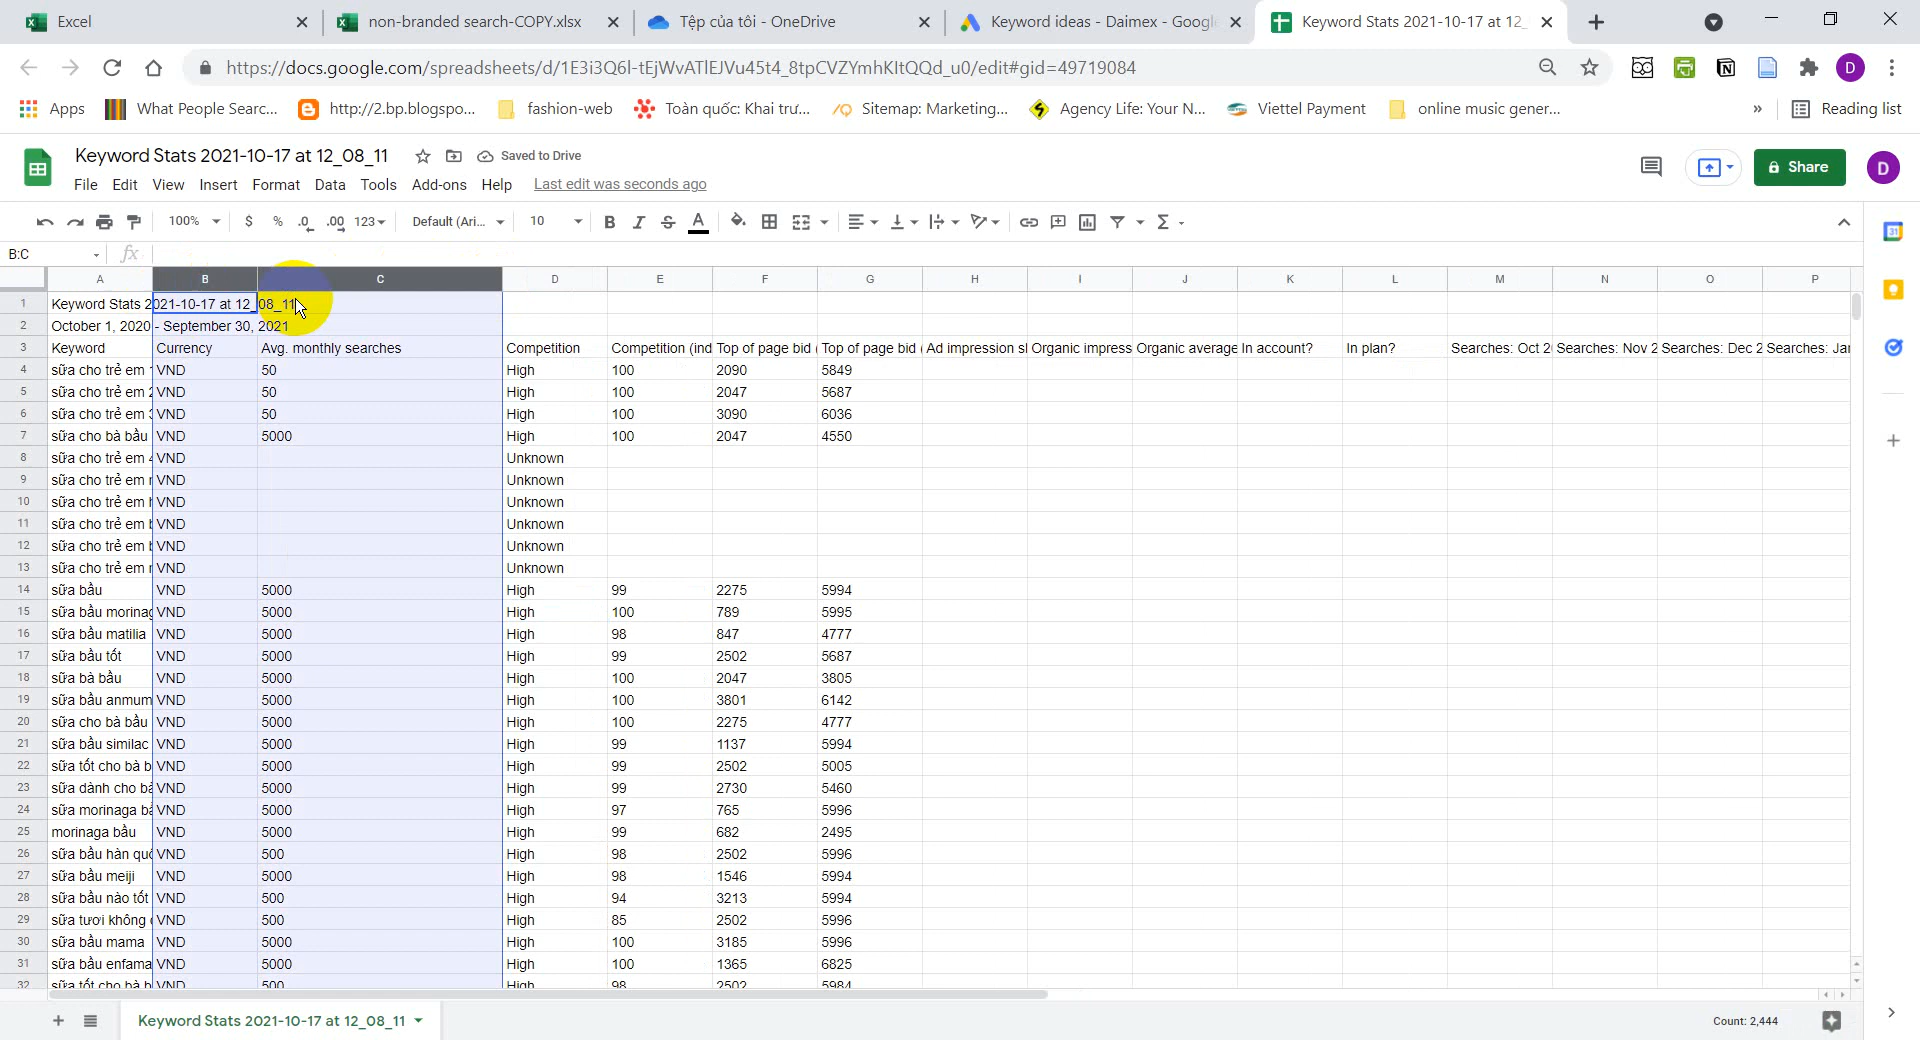 Excel
non-branded search-COPY.xlsx
Tệp của tôi - OneDrive
Keyword ideas - Daimex - Google
Keyword Stats 2021-10-17 at 12_
https://docs.google.com/spreadsheets/d/
D
Apps
What People Searc...
http://2.bp.blogspo...
fashion-web
Toàn quốc: Khai trư...
Sitemap: Marketing...
Agency Life: Your N...
Viettel Payment
online music gener...
»
Reading list
Keyword Stats 2021-10-17 at 12_08_11
Saved to Drive
File Edit View Insert Format Data Tools Add-ons Help Last edit was seconds ago
Share
D
100% $ % .0 .00 123 Default (Ari... 10 B I S A Σ
31
B:C fx
A B C D E F G H I J K L M N O P
1 Keyword Stats 2021-10-17 at 12_08_11
2 October 1, 2020 - September 30, 2021
3 Keyword Currency Avg. monthly searches Competition Competition (ind Top of page bid ( Top of page bid ( Ad impression sl Organic impress Organic average In account? In plan? Searches: Oct 2 Searches: Nov 2 Searches: Dec 2 Searches: Jan
4 sữa cho trẻ em 1 VND 50 High 100 2090 5849
5 sữa cho trẻ em 2 VND 50 High 100 2047 5687
6 sữa cho trẻ em 3 VND 50 High 100 3090 6036
7 sữa cho bà bầu VND 5000 High 100 2047 4550
8 sữa cho trẻ em 4 VND Unknown
9 sữa cho trẻ em VND Unknown
10 sữa cho trẻ em VND Unknown
11 sữa cho trẻ em VND Unknown
12 sữa cho trẻ em VND Unknown
13 sữa cho trẻ em VND Unknown
14 sữa bầu VND 5000 High 99 2275 5994
15 sữa bầu morinag VND 5000 High 100 789 5995
16 sữa bầu matilia VND 5000 High 98 847 4777
17 sữa bầu tốt VND 5000 High 99 2502 5687
18 sữa bà bầu VND 5000 High 100 2047 3805
19 sữa bầu anmum VND 5000 High 100 3801 6142
20 sữa cho bà bầu VND 5000 High 100 2275 4777
21 sữa bầu similac VND 5000 High 99 1137 5994
22 sữa tốt cho bà b VND 5000 High 99 2502 5005
23 sữa dành cho bà VND 5000 High 99 2730 5460
24 sữa morinaga bà VND 5000 High 97 765 5996
25 morinaga bầu VND 5000 High 99 682 2495
26 sữa bầu hàn quố VND 500 High 98 2502 5996
27 sữa bầu meiji VND 5000 High 98 1546 5994
28 sữa bầu nào tốt VND 500 High 94 3213 5994
29 sữa tươi không VND 500 High 85 2502 5996
30 sữa bầu mama VND 5000 High 100 3185 5996
31 sữa bầu enfama VND 5000 High 100 1365 6825
32 sữa tốt cho bà b VND 500 High 98 2502 5984
Keyword Stats 2021-10-17 at 12_08_11
Count: 2,444